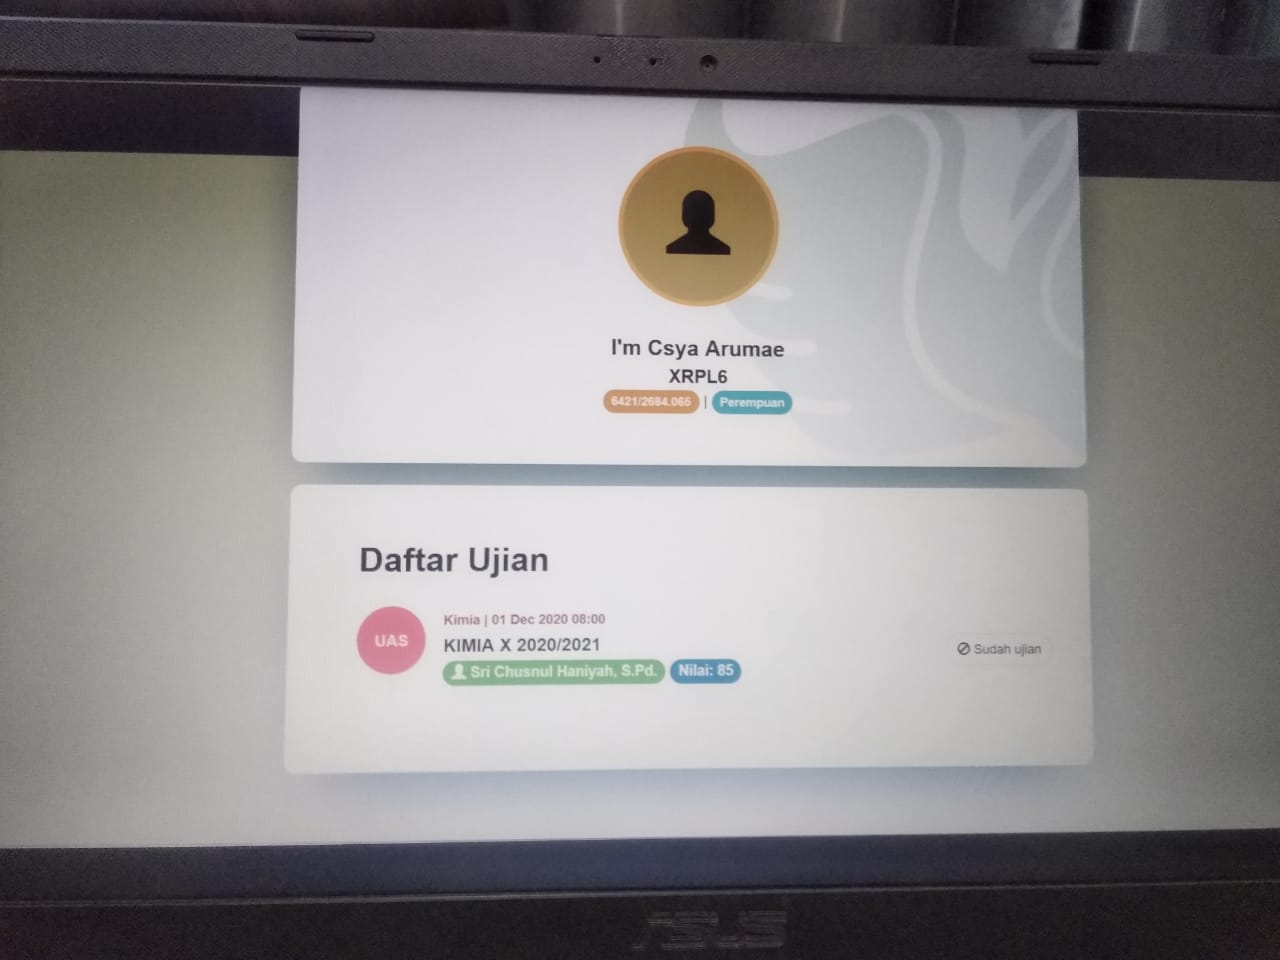 I'm Csya Arumae
XRPL6
6421/2684.065 | Perempuan
Daftar Ujian
UAS
Kimia | 01 Dec 2020 08:00
KIMIA X 2020/2021
Sri Chusnul Haniyah, S.Pd. Nilai: 85
Sudah ujian
ASUS